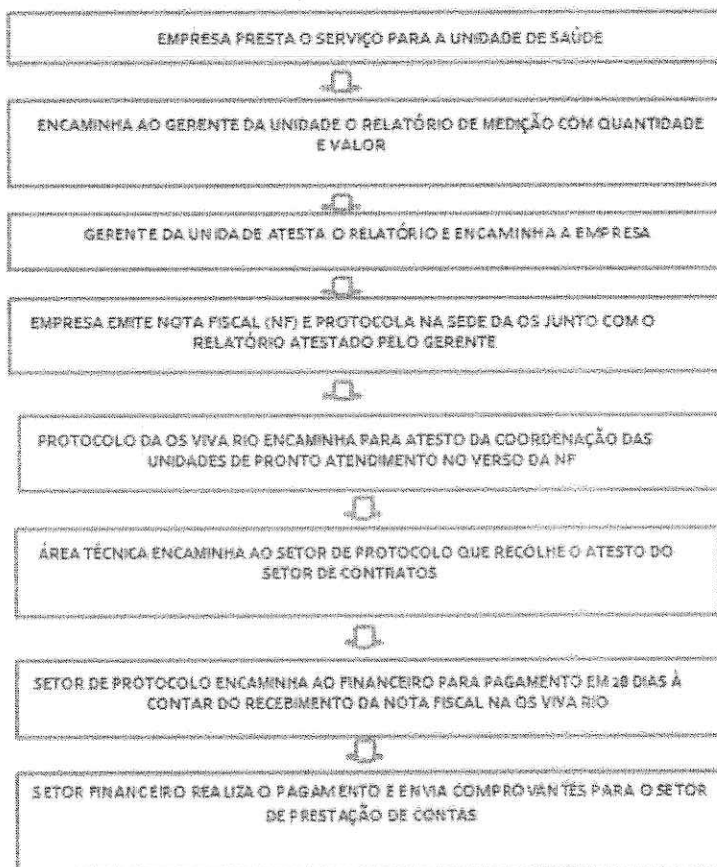 EMPRESA PRESTA O SERVIÇO PARA A UNIDADE DE SAÚDE
ENCAMINHA AO GERENTE DA UNIDADE O RELATÓRIO DE MEDIÇÃO COM QUANTIDADE
E VALOR
GERENTE DA UNIDADE ATESTA O RELATÓRIO E ENCAMINHA A EMPRESA
EMPRESA EMITE NOTA FISCAL (NF) E PROTOCOLA NA SEDE DA OS JUNTO COM O
RELATÓRIO ATESTADO PELO GERENTE
PROTOCOLO DA OS VIVA RIO ENCAMINHA PARA ATESTO DA COORDENAÇÃO DAS
UNIDADES DE PRONTO ATENDIMENTO NO VERSO DA NF
ÁREA TÉCNICA ENCAMINHA AO SETOR DE PROTOCOLO QUE RECOLHE O ATESTO DO
SETOR DE CONTRATOS
SETOR DE PROTOCOLO ENCAMINHA AO FINANCEIRO PARA PAGAMENTO EM 28 DIAS À
CONTAR DO RECEBIMENTO DA NOTA FISCAL NA OS VIVA RIO
SETOR FINANCEIRO REALIZA O PAGAMENTO E ENVIA COMPROVANTES PARA O SETOR
DE PRESTAÇÃO DE CONTAS